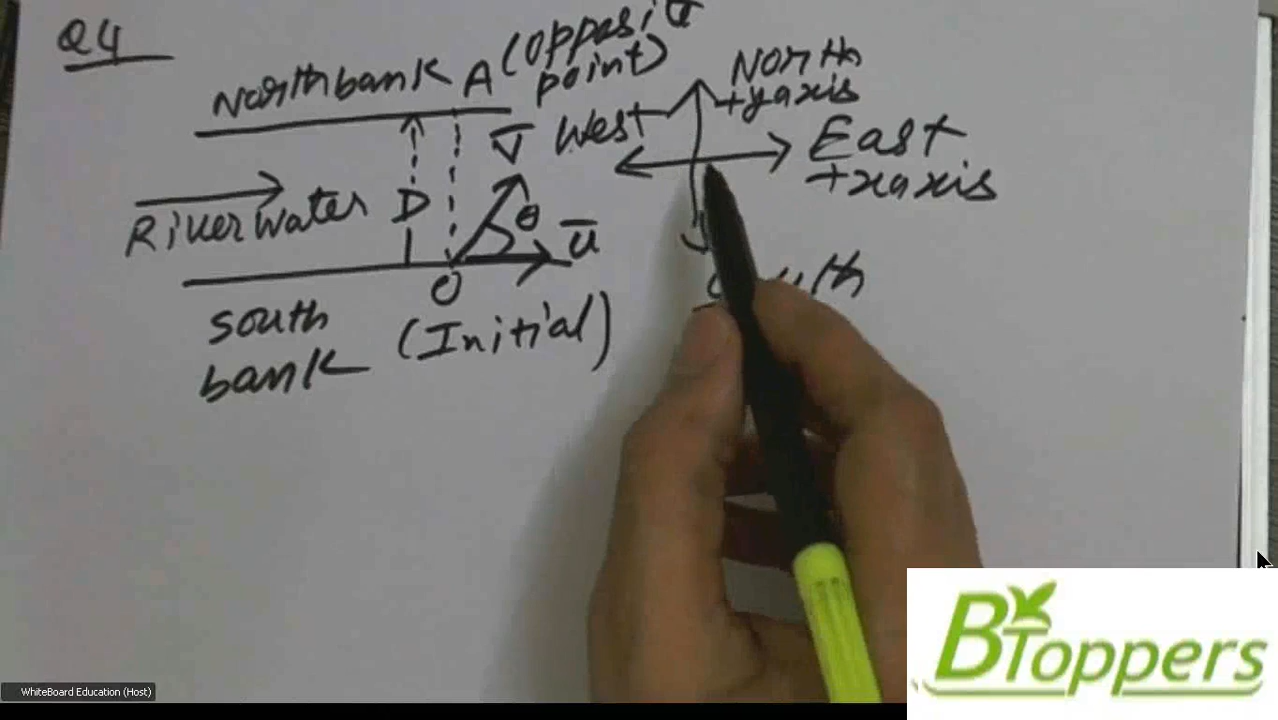 Q4
North bank A (opposite
point)
North
+y axis
West
East
+x axis
V̅
River water D θ u̅
O
south
bank (Initial)
WhiteBoard Education (Host)
BToppers